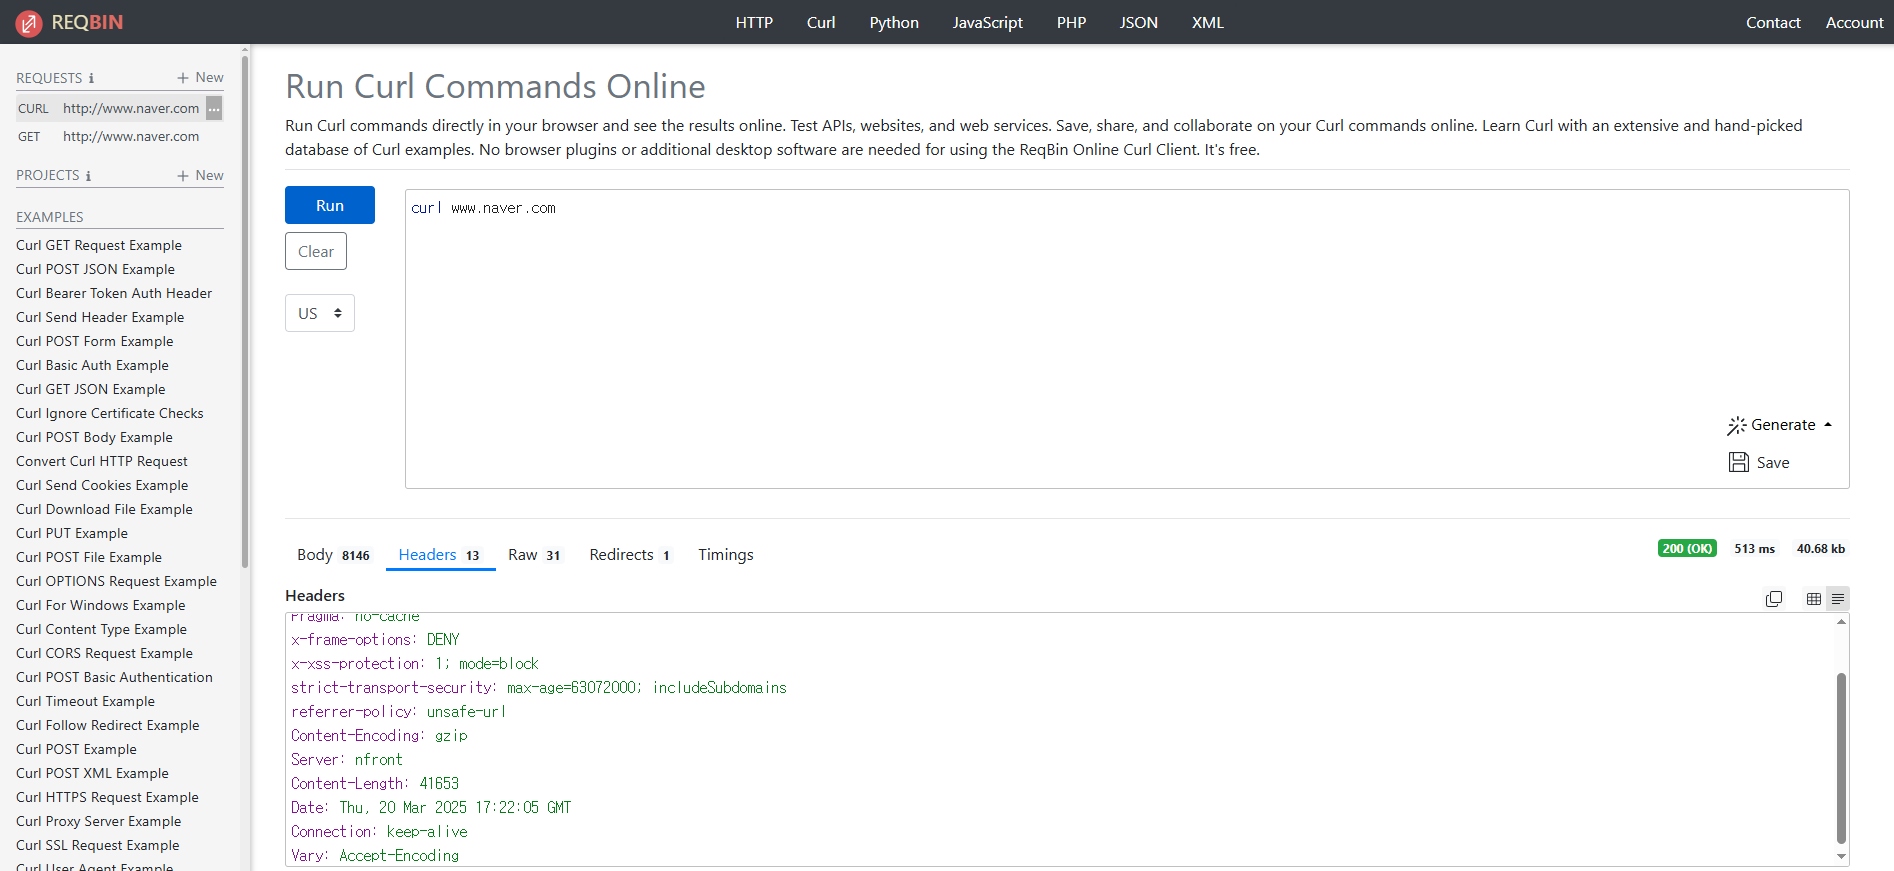 REQBIN
HTTP Curl Python JavaScript PHP JSON XML
Contact Account
REQUESTS
+ New
CURL http://www.naver.com ...
GET http://www.naver.com
PROJECTS
+ New
EXAMPLES
Curl GET Request Example
Curl POST JSON Example
Curl Bearer Token Auth Header
Curl Send Header Example
Curl POST Form Example
Curl Basic Auth Example
Curl GET JSON Example
Curl Ignore Certificate Checks
Curl POST Body Example
Convert Curl HTTP Request
Curl Send Cookies Example
Curl Download File Example
Curl PUT Example
Curl POST File Example
Curl OPTIONS Request Example
Curl For Windows Example
Curl Content Type Example
Curl CORS Request Example
Curl POST Basic Authentication
Curl Timeout Example
Curl Follow Redirect Example
Curl POST Example
Curl POST XML Example
Curl HTTPS Request Example
Curl Proxy Server Example
Curl SSL Request Example
Curl User Agent Example
Run Curl Commands Online
Run Curl commands directly in your browser and see the results online. Test APIs, websites, and web services. Save, share, and collaborate on your Curl commands online. Learn Curl with an extensive and hand-picked
database of Curl examples. No browser plugins or additional desktop software are needed for using the ReqBin Online Curl Client. It's free.
Run
Clear
US
curl www.naver.com
Generate
Save
Body 8146 Headers 13 Raw 31 Redirects 1 Timings
200 (OK) 513 ms 40.68 kb
Headers
Pragma: no-cache
x-frame-options: DENY
x-xss-protection: 1; mode=block
strict-transport-security: max-age=63072000; includeSubdomains
referrer-policy: unsafe-url
Content-Encoding: gzip
Server: nfront
Content-Length: 41653
Date: Thu, 20 Mar 2025 17:22:05 GMT
Connection: keep-alive
Vary: Accept-Encoding